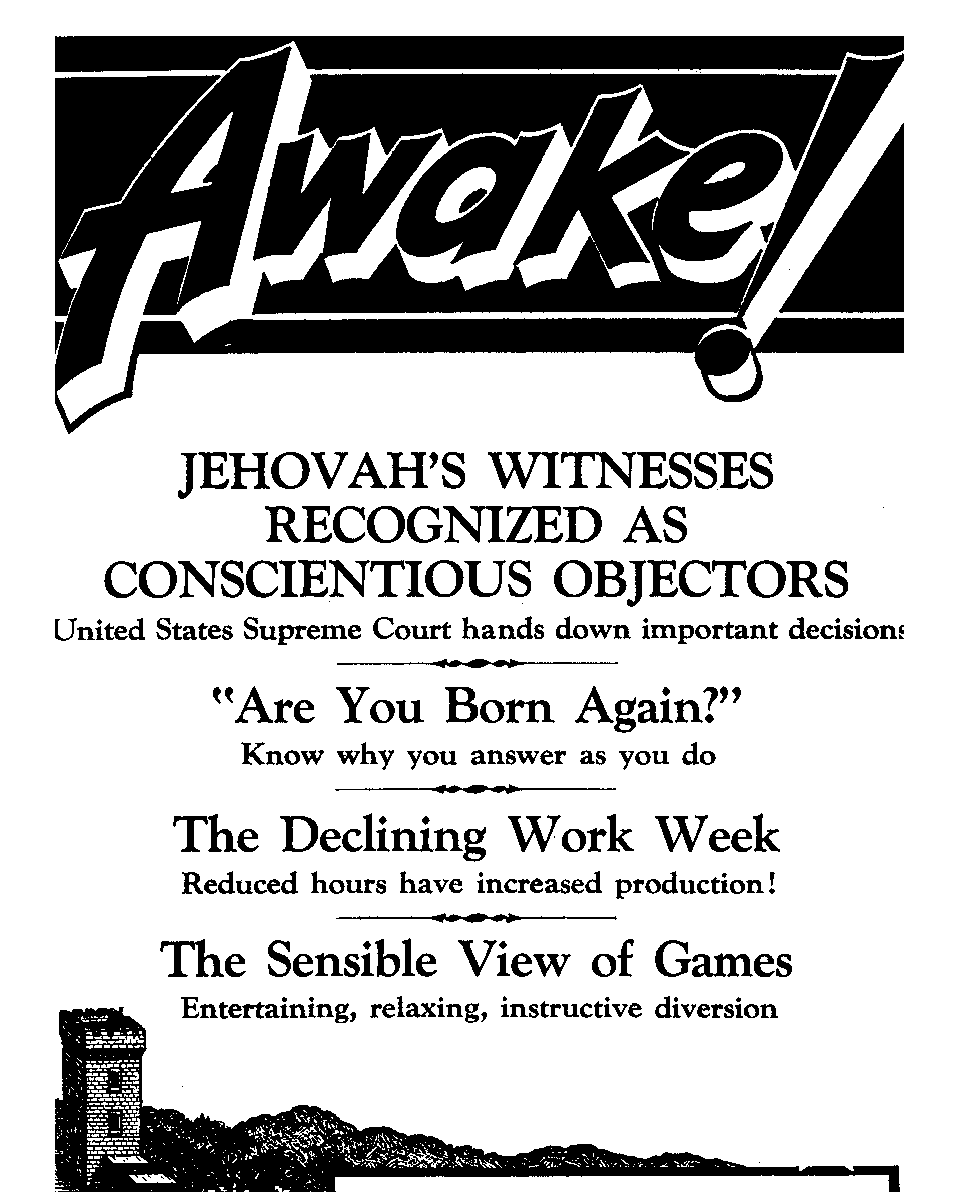 Awake!
JEHOVAH'S WITNESSES
RECOGNIZED AS
CONSCIENTIOUS OBJECTORS
United States Supreme Court hands down important decisions
"Are You Born Again?"
Know why you answer as you do
The Declining Work Week
Reduced hours have increased production!
The Sensible View of Games
Entertaining, relaxing, instructive diversion